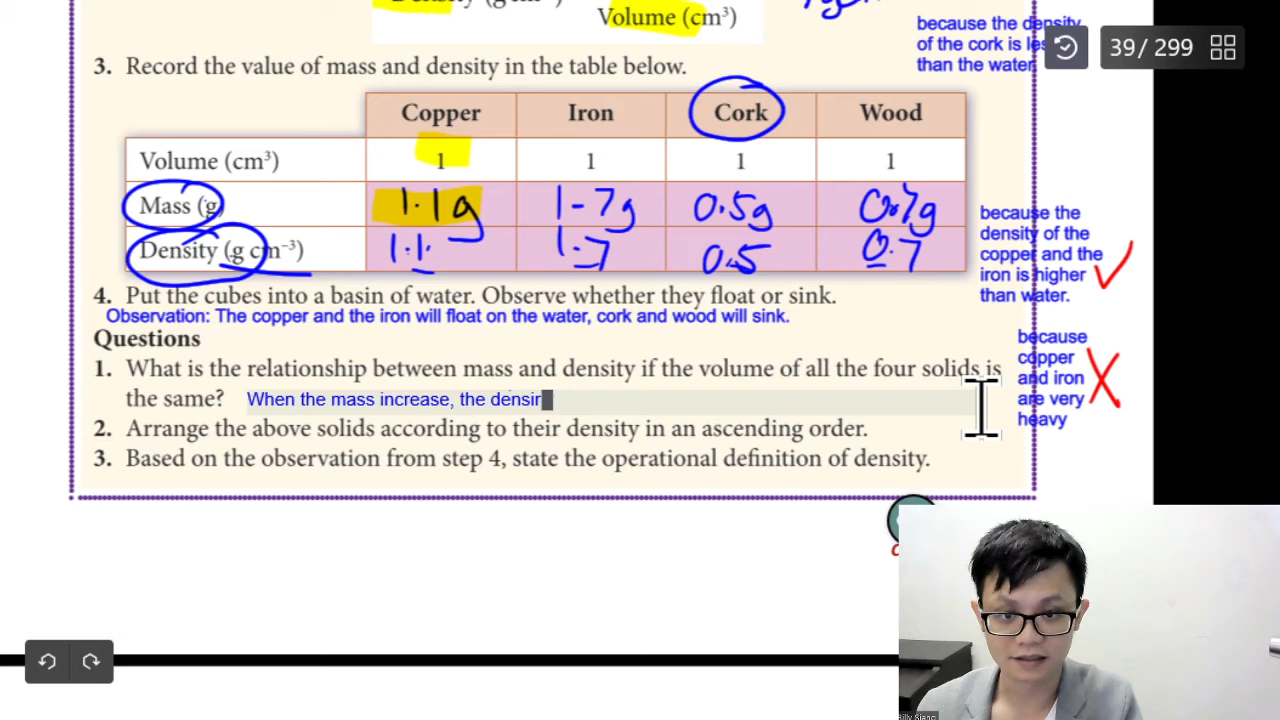 Volume (cm³)
because the density
of the cork is les
than the water.
39 / 299
3. Record the value of mass and density in the table below.
Copper Iron Cork Wood
Volume (cm³) 1 1 1 1
Mass (g) 1.1g 1-7g 0.5g 0.7g
Density (g cm⁻³) 1.1. 1.7 0.5 0.7
because the
density of the
copper and the
iron is higher
than water.
4. Put the cubes into a basin of water. Observe whether they float or sink.
Observation: The copper and the iron will float on the water, cork and wood will sink.
Questions
because
copper
and iron
are very
heavy
1. What is the relationship between mass and density if the volume of all the four solids is
the same? When the mass increase, the densir
2. Arrange the above solids according to their density in an ascending order.
3. Based on the observation from step 4, state the operational definition of density.